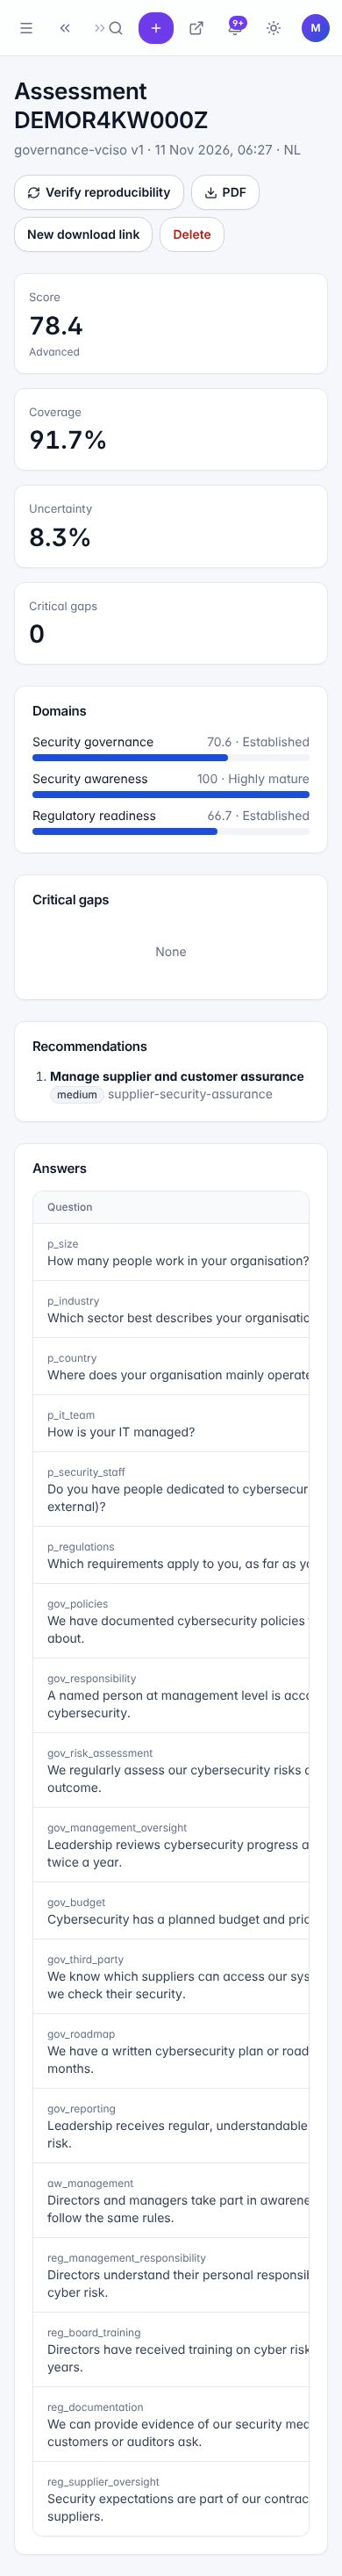 9+
M
Assessment
DEMOR4KW000Z
governance-vciso v1 · 11 Nov 2026, 06:27 · NL
Verify reproducibility
PDF
New download link
Delete
Score
78.4
Advanced
Coverage
91.7%
Uncertainty
8.3%
Critical gaps
0
Domains
Security governance 70.6 · Established
Security awareness 100 · Highly mature
Regulatory readiness 66.7 · Established
Critical gaps
None
Recommendations
1. Manage supplier and customer assurance
medium supplier-security-assurance
Answers
Question
p_size
How many people work in your organisation?
p_industry
Which sector best describes your organisatio
p_country
Where does your organisation mainly operate
p_it_team
How is your IT managed?
p_security_staff
Do you have people dedicated to cybersecur
external)?
p_regulations
Which requirements apply to you, as far as yo
gov_policies
We have documented cybersecurity policies
about.
gov_responsibility
A named person at management level is acco
cybersecurity.
gov_risk_assessment
We regularly assess our cybersecurity risks a
outcome.
gov_management_oversight
Leadership reviews cybersecurity progress a
twice a year.
gov_budget
Cybersecurity has a planned budget and prio
gov_third_party
We know which suppliers can access our sys
we check their security.
gov_roadmap
We have a written cybersecurity plan or road
months.
gov_reporting
Leadership receives regular, understandable
risk.
aw_management
Directors and managers take part in awarene
follow the same rules.
reg_management_responsibility
Directors understand their personal responsib
cyber risk.
reg_board_training
Directors have received training on cyber risk
years.
reg_documentation
We can provide evidence of our security mea
customers or auditors ask.
reg_supplier_oversight
Security expectations are part of our contrac
suppliers.